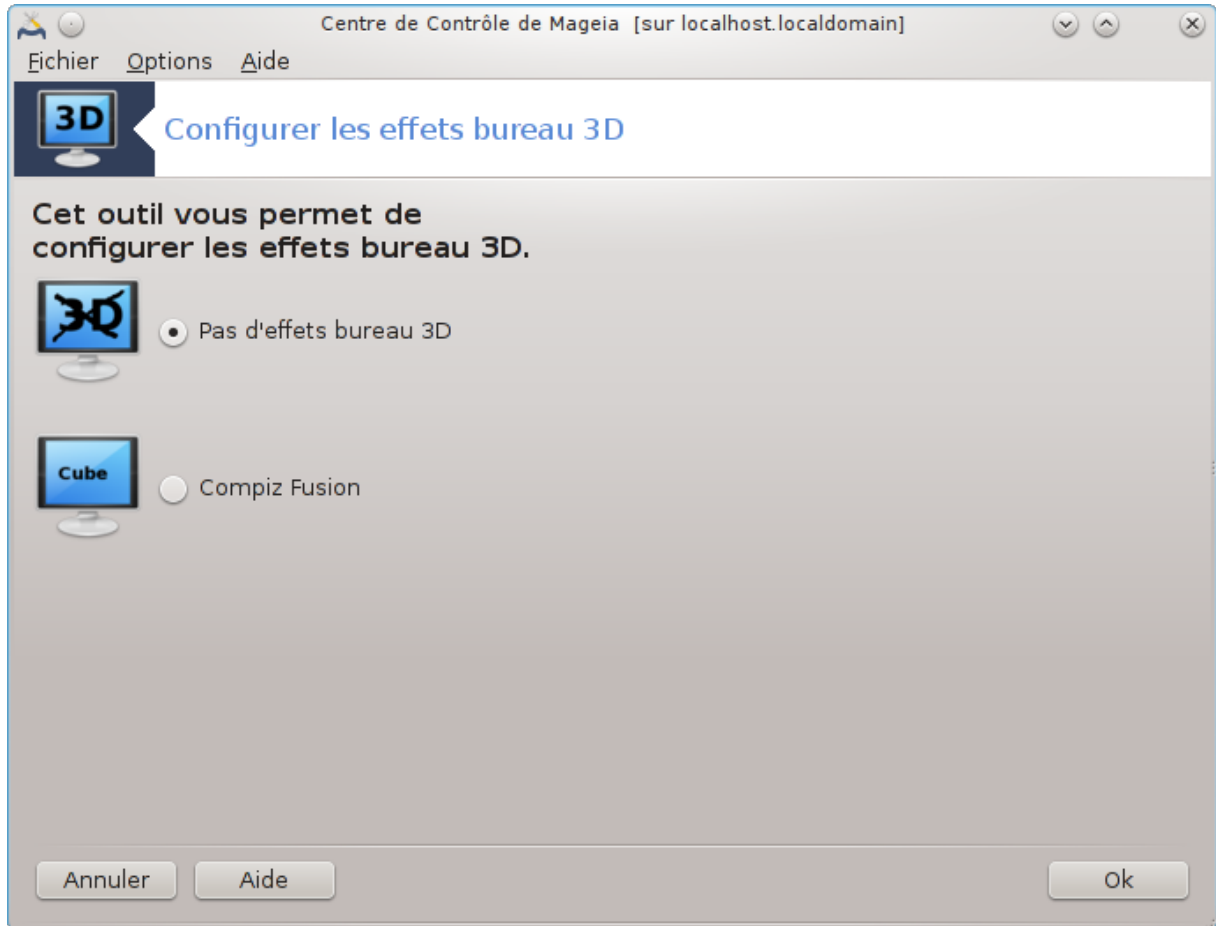 Centre de Contrôle de Mageia [sur localhost.localdomain]
Fichier Options Aide
3D
Configurer les effets bureau 3D
Cet outil vous permet de
configurer les effets bureau 3D.
3D
Pas d'effets bureau 3D
Cube
Compiz Fusion
Annuler Aide Ok